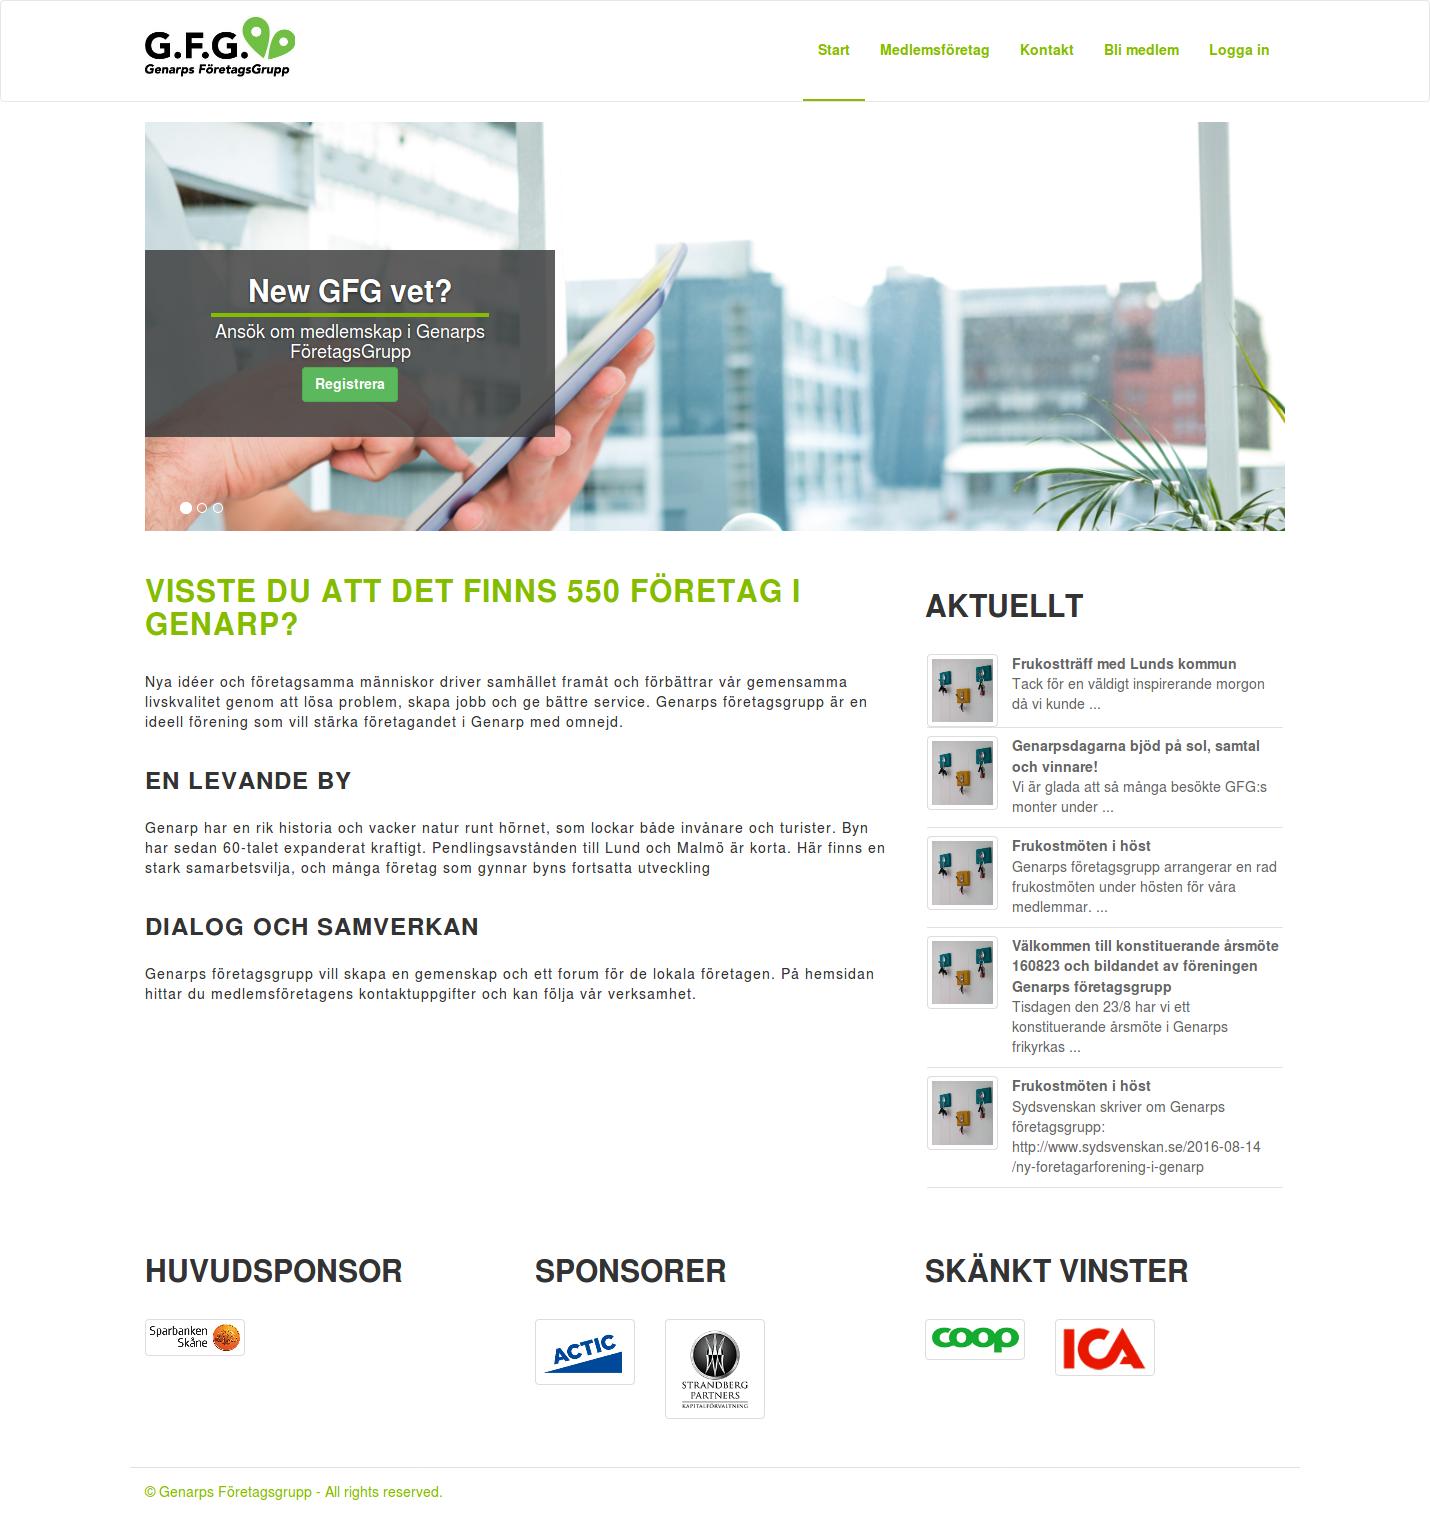 G.F.G.
Genarps FöretagsGrupp
Start
Medlemsföretag
Kontakt
Bli medlem
Logga in
New GFG vet?
Ansök om medlemskap i Genarps
FöretagsGrupp
Registrera
VISSTE DU ATT DET FINNS 550 FÖRETAG I
GENARP?
Nya idéer och företagsamma människor driver samhället framåt och förbättrar vår gemensamma
livskvalitet genom att lösa problem, skapa jobb och ge bättre service. Genarps företagsgrupp är en
ideell förening som vill stärka företagandet i Genarp med omnejd.
EN LEVANDE BY
Genarp har en rik historia och vacker natur runt hörnet, som lockar både invånare och turister. Byn
har sedan 60-talet expanderat kraftigt. Pendlingsavstånden till Lund och Malmö är korta. Här finns en
stark samarbetsvilja, och många företag som gynnar byns fortsatta utveckling
DIALOG OCH SAMVERKAN
Genarps företagsgrupp vill skapa en gemenskap och ett forum för de lokala företagen. På hemsidan
hittar du medlemsföretagens kontaktuppgifter och kan följa vår verksamhet.
AKTUELLT
Frukostträff med Lunds kommun
Tack för en väldigt inspirerande morgon
då vi kunde ...
Genarpsdagarna bjöd på sol, samtal
och vinnare!
Vi är glada att så många besökte GFG:s
monter under ...
Frukostmöten i höst
Genarps företagsgrupp arrangerar en rad
frukostmöten under hösten för våra
medlemmar. ...
Välkommen till konstituerande årsmöte
160823 och bildandet av föreningen
Genarps företagsgrupp
Tisdagen den 23/8 har vi ett
konstituerande årsmöte i Genarps
frikyrkas ...
Frukostmöten i höst
Sydsvenskan skriver om Genarps
företagsgrupp:
http://www.sydsvenskan.se/2016-08-14
/ny-foretagarforening-i-genarp
HUVUDSPONSOR
Sparbanken
Skåne
SPONSORER
ACTIC
STRANDBERG
PARTNERS
KAPITALFÖRVALTNING
SKÄNKT VINSTER
coop
ICA
© Genarps Företagsgrupp - All rights reserved.